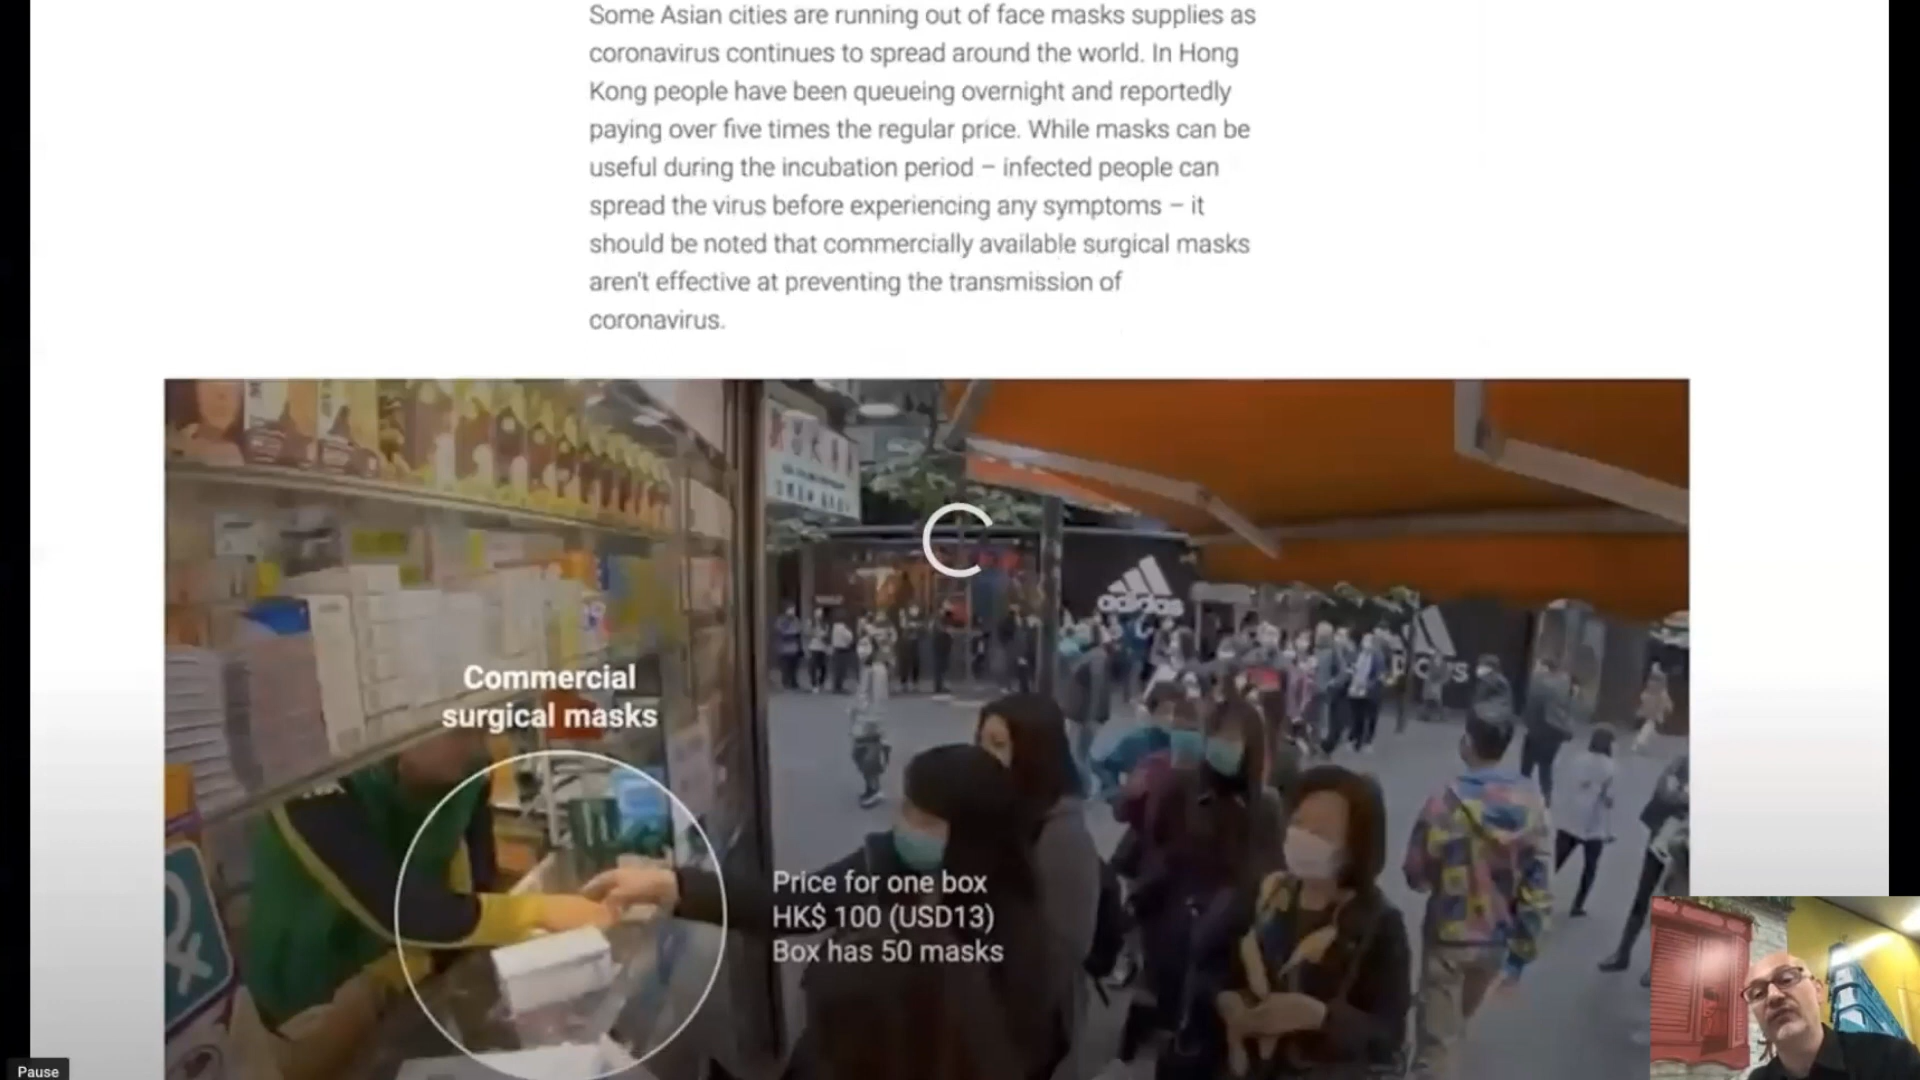 Some Asian cities are running out of face masks supplies as
coronavirus continues to spread around the world. In Hong
Kong people have been queueing overnight and reportedly
paying over five times the regular price. While masks can be
useful during the incubation period – infected people can
spread the virus before experiencing any symptoms – it
should be noted that commercially available surgical masks
aren't effective at preventing the transmission of
coronavirus.
adidas
Commercial
surgical masks
Price for one box
HK$ 100 (USD13)
Box has 50 masks
Pause